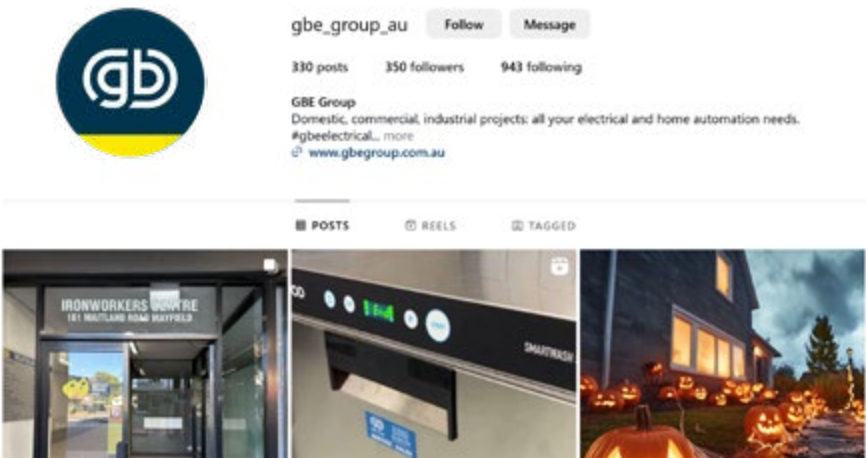 gb
gbe_group_au Follow Message
330 posts 350 followers 943 following
GBE Group
Domestic, commercial, industrial projects: all your electrical and home automation needs.
#gbeelectrical... more
www.gbegroup.com.au
POSTS REELS TAGGED
IRONWORKERS CENTRE
161 MAITLAND ROAD MAYFIELD
End
SMARTWASH